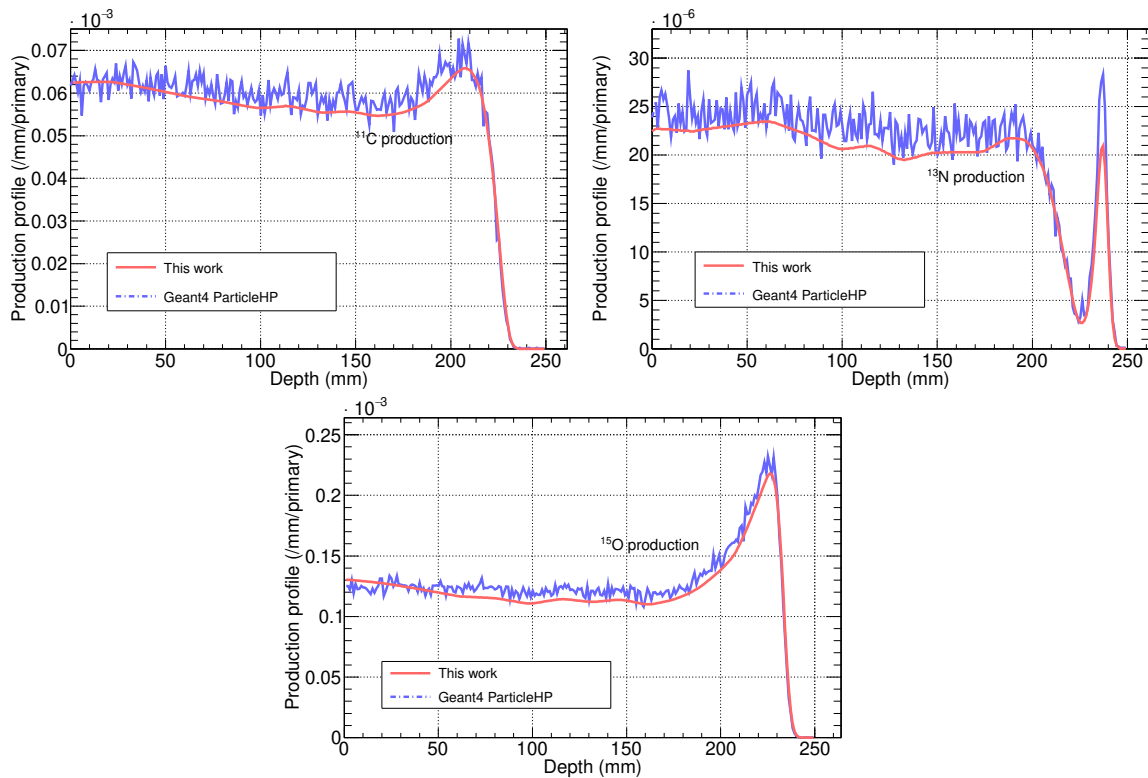 · 10⁻³
Production profile (/mm/primary)
0.07
0.06
0.05
0.04
0.03
0.02
0.01
0
¹¹C production
This work
Geant4 ParticleHP
0 50 100 150 200 250
Depth (mm)
· 10⁻⁶
Production profile (/mm/primary)
30
25
20
15
10
5
0
¹³N production
This work
Geant4 ParticleHP
0 50 100 150 200 250
Depth (mm)
· 10⁻³
Production profile (/mm/primary)
0.25
0.2
0.15
0.1
0.05
0
¹⁵O production
This work
Geant4 ParticleHP
0 50 100 150 200 250
Depth (mm)